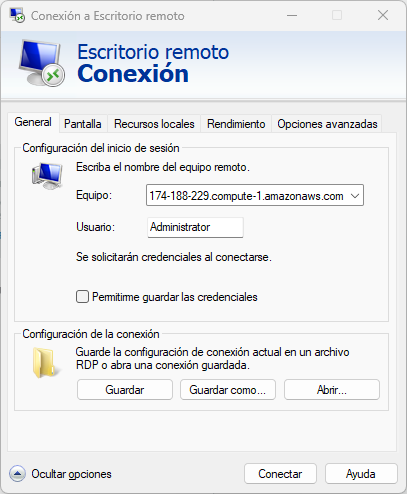 Conexión a Escritorio remoto
Escritorio remoto
Conexión
General Pantalla Recursos locales Rendimiento Opciones avanzadas
Configuración del inicio de sesión
Escriba el nombre del equipo remoto.
Equipo: 174-188-229.compute-1.amazonaws.com
Usuario: Administrator
Se solicitarán credenciales al conectarse.
Permitirme guardar las credenciales
Configuración de la conexión
Guarde la configuración de conexión actual en un archivo
RDP o abra una conexión guardada.
Guardar Guardar como... Abrir...
Ocultar opciones Conectar Ayuda